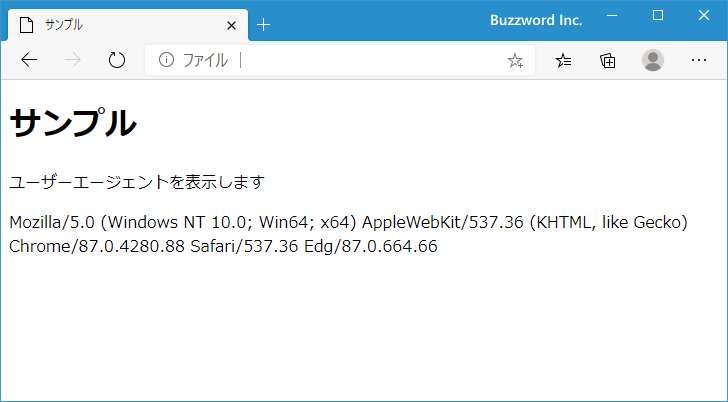 サンプル
Buzzword Inc.
ファイル
サンプル
ユーザーエージェントを表示します
Mozilla/5.0 (Windows NT 10.0; Win64; x64) AppleWebKit/537.36 (KHTML, like Gecko)
Chrome/87.0.4280.88 Safari/537.36 Edg/87.0.664.66